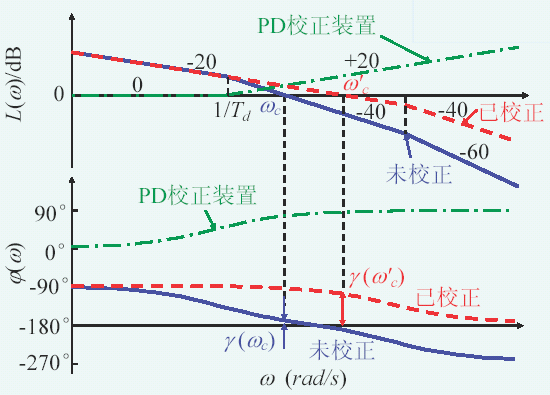 PD校正装置
L(ω)/dB
-20
+20
0
0
1/Td
ωc
ω'c
-40
-40
已校正
-60
未校正
PD校正装置
90°
0°
φ(ω)
-90°
γ(ω'c)
已校正
-180°
γ(ωc)
未校正
-270°
ω (rad/s)